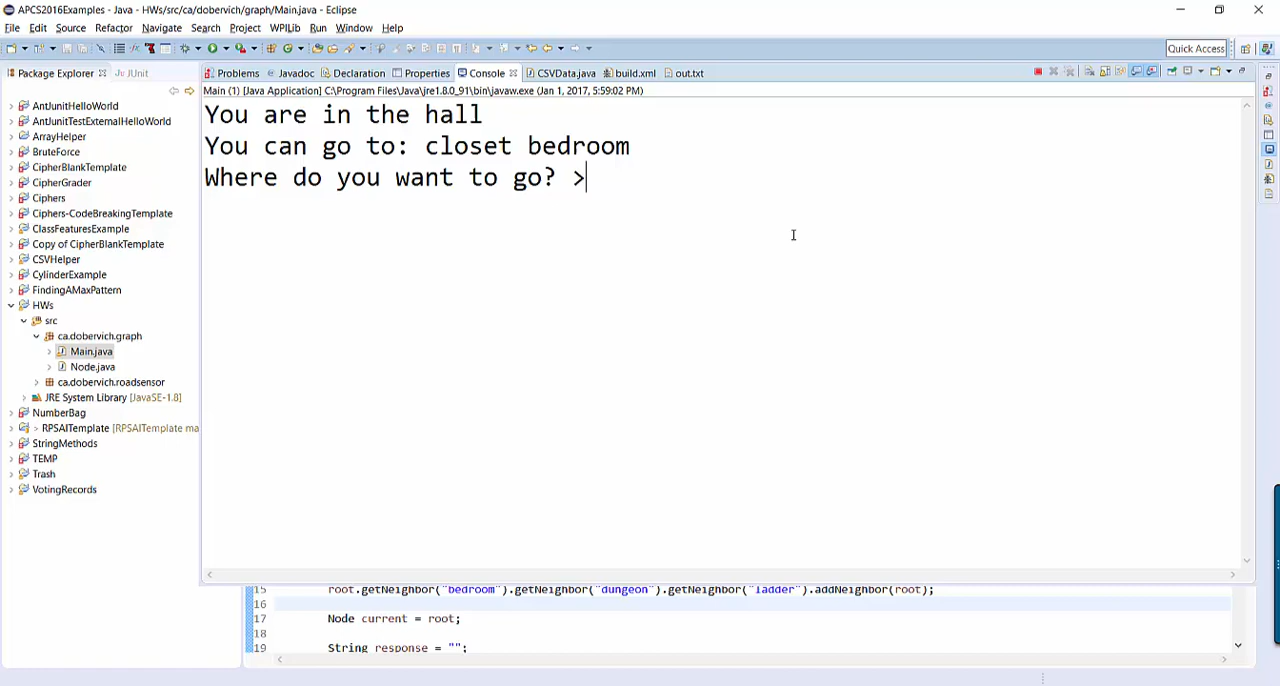 APCS2016Examples - Java - HWs/src/ca/dobervich/graph/Main.java - Eclipse
File Edit Source Refactor Navigate Search Project WPILib Run Window Help
Quick Access
Package Explorer JUnit
Problems Javadoc Declaration Properties Console CSVData.java build.xml out.txt
Main (1) [Java Application] C:\Program Files\Java\jre1.8.0_91\bin\javaw.exe (Jan 1, 2017, 5:59:02 PM)
You are in the hall
You can go to: closet bedroom
Where do you want to go? >
AntJunitHelloWorld
AntJunitTestExternalHelloWorld
ArrayHelper
BruteForce
CipherBlankTemplate
CipherGrader
Ciphers
Ciphers-CodeBreakingTemplate
ClassFeaturesExample
Copy of CipherBlankTemplate
CSVHelper
CylinderExample
FindingAMaxPattern
HWs
src
ca.dobervich.graph
Main.java
Node.java
ca.dobervich.roadsensor
JRE System Library [JavaSE-1.8]
NumberBag
> RPSAITemplate [RPSAITemplate ma
StringMethods
TEMP
Trash
VotingRecords
15 root.getNeighbor("bedroom").getNeighbor("dungeon").getNeighbor("ladder").addNeighbor(root);
16
17 Node current = root;
18
19 String response = "";